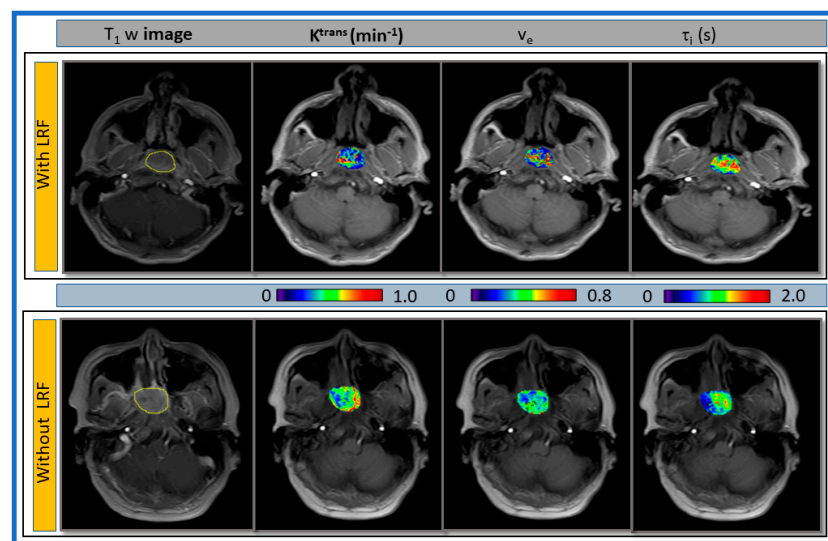 T₁ w image Kᵗʳᵃⁿˢ (min⁻¹) vₑ τᵢ (s)
With LRF
0 1.0 0 0.8 0 2.0
Without LRF